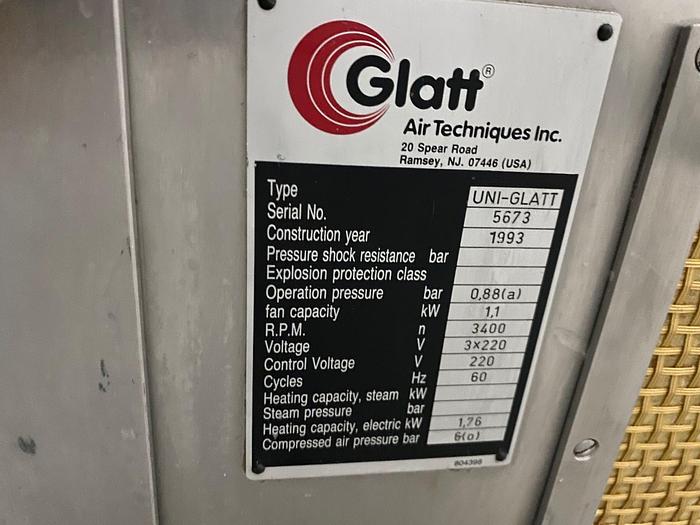 Glatt®
Air Techniques Inc.
20 Spear Road
Ramsey, NJ. 07446 (USA)
Type UNI-GLATT
Serial No. 5673
Construction year 1993
Pressure shock resistance bar
Explosion protection class
Operation pressure bar 0,88(a)
fan capacity kW 1,1
R.P.M. n 3400
Voltage V 3×220
Control Voltage V 220
Cycles Hz 60
Heating capacity, steam kW
Steam pressure bar
Heating capacity, electric kW 1,76
Compressed air pressure bar 6(o)
804398